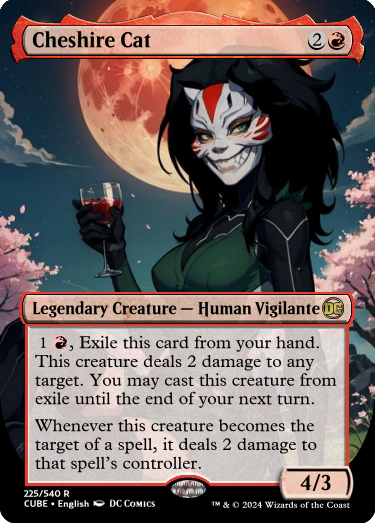 Cheshire Cat 2
Legendary Creature — Human Vigilante DC
1 , Exile this card from your hand.
This creature deals 2 damage to any
target. You may cast this creature from
exile until the end of your next turn.
Whenever this creature becomes the
target of a spell, it deals 2 damage to
that spell's controller.
4/3
225/540 R
CUBE • English DC Comics ™ & © 2024 Wizards of the Coast